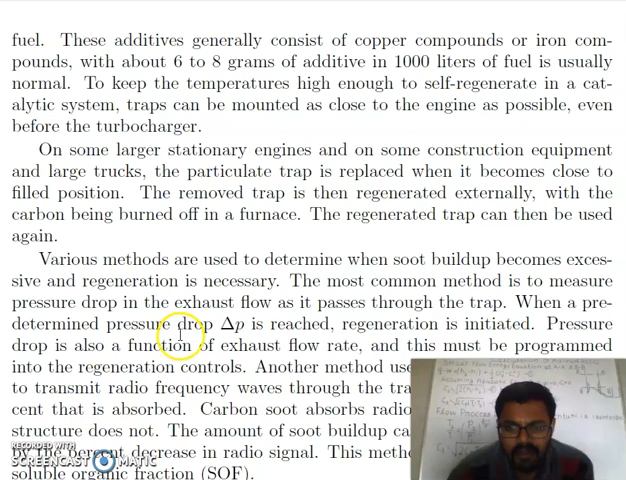 fuel. These additives generally consist of copper compounds or iron com-
pounds, with about 6 to 8 grams of additive in 1000 liters of fuel is usually
normal. To keep the temperatures high enough to self-regenerate in a cat-
alytic system, traps can be mounted as close to the engine as possible, even
before the turbocharger.
On some larger stationary engines and on some construction equipment
and large trucks, the particulate trap is replaced when it becomes close to
filled position. The removed trap is then regenerated externally, with the
carbon being burned off in a furnace. The regenerated trap can then be used
again.
Various methods are used to determine when soot buildup becomes exces-
sive and regeneration is necessary. The most common method is to measure
pressure drop in the exhaust flow as it passes through the trap. When a pre-
determined pressure drop Δp is reached, regeneration is initiated. Pressure
drop is also a function of exhaust flow rate, and this must be programmed
into the regeneration controls. Another method use
to transmit radio frequency waves through the tra
cent that is absorbed. Carbon soot absorbs radio
structure does not. The amount of soot buildup ca
by the percent decrease in radio signal. This metho
soluble organic fraction (SOF).
RECORDED WITH
SCREENCAST MATIC